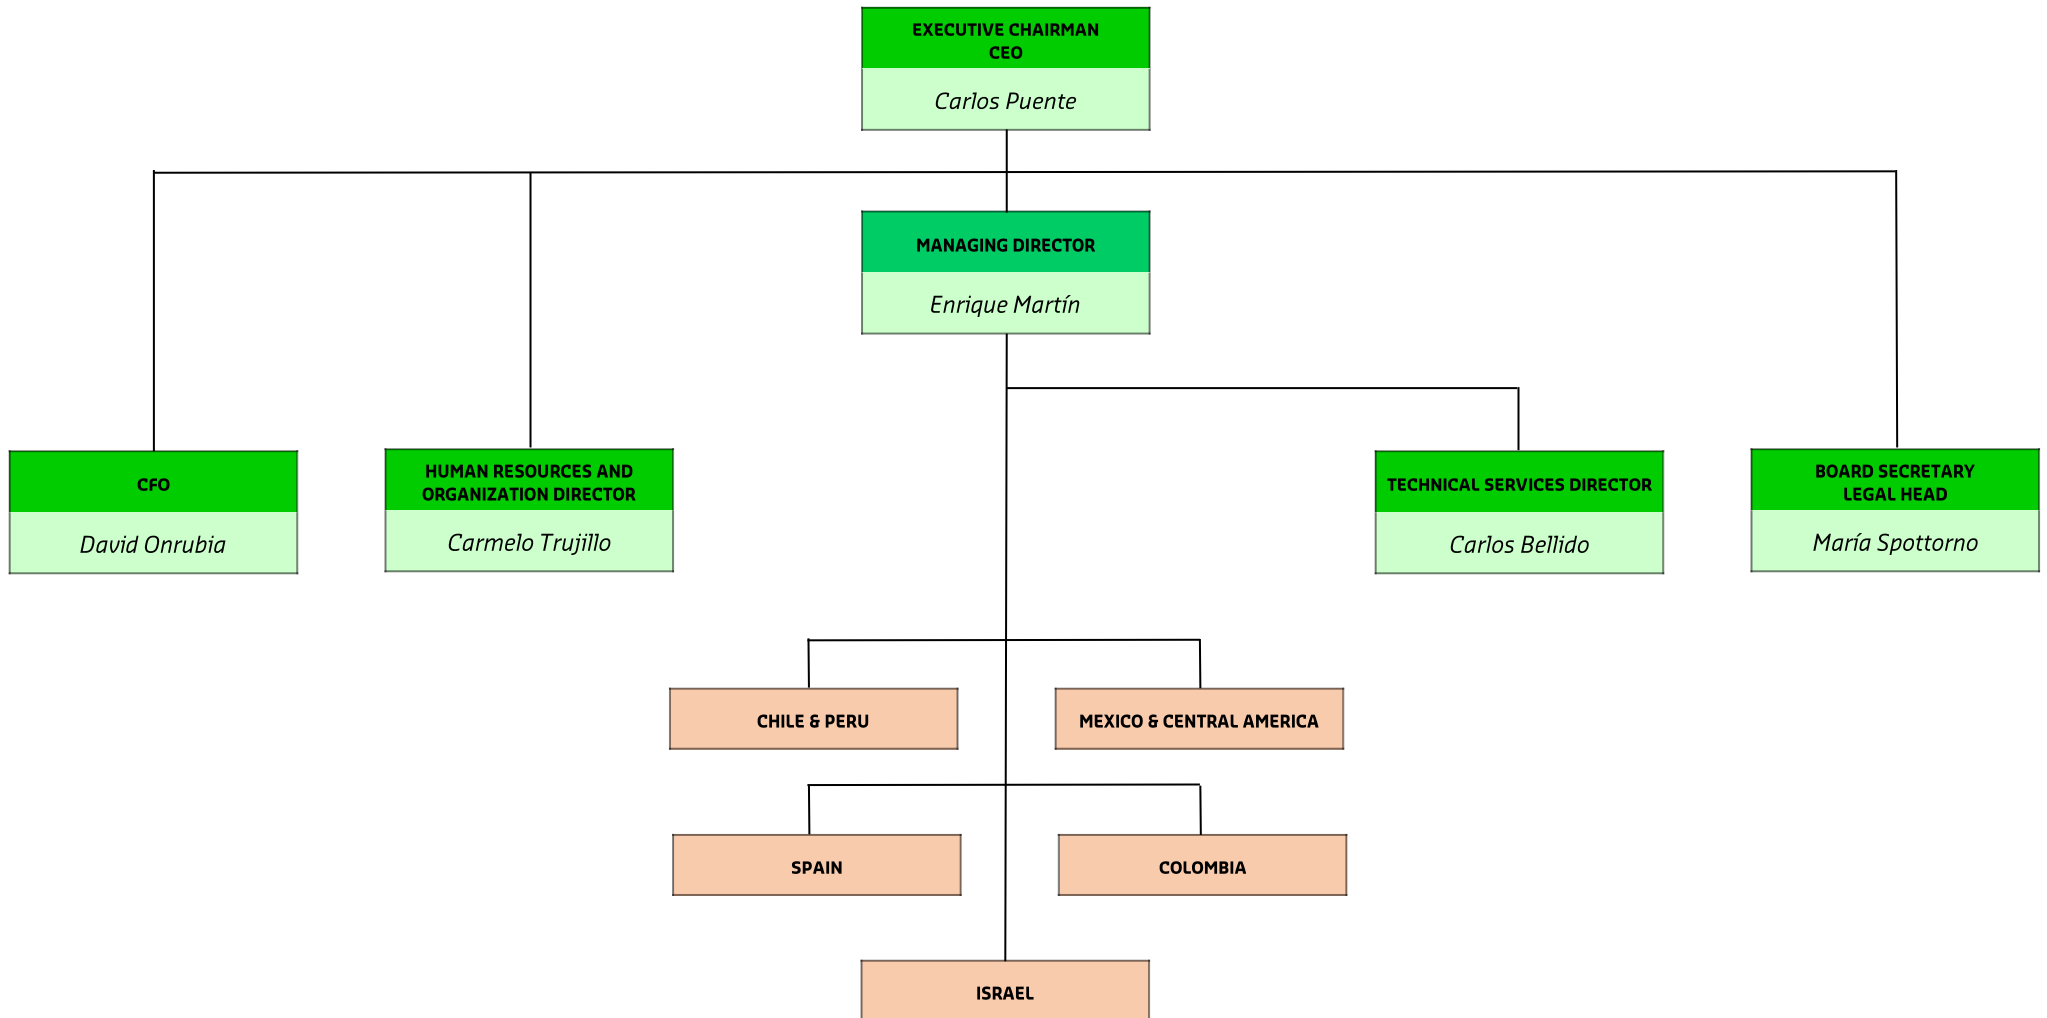 EXECUTIVE CHAIRMAN
CEO
Carlos Puente
MANAGING DIRECTOR
Enrique Martín
CFO
David Onrubia
HUMAN RESOURCES AND
ORGANIZATION DIRECTOR
Carmelo Trujillo
TECHNICAL SERVICES DIRECTOR
Carlos Bellido
BOARD SECRETARY
LEGAL HEAD
María Spottorno
CHILE & PERU
MEXICO & CENTRAL AMERICA
SPAIN
COLOMBIA
ISRAEL